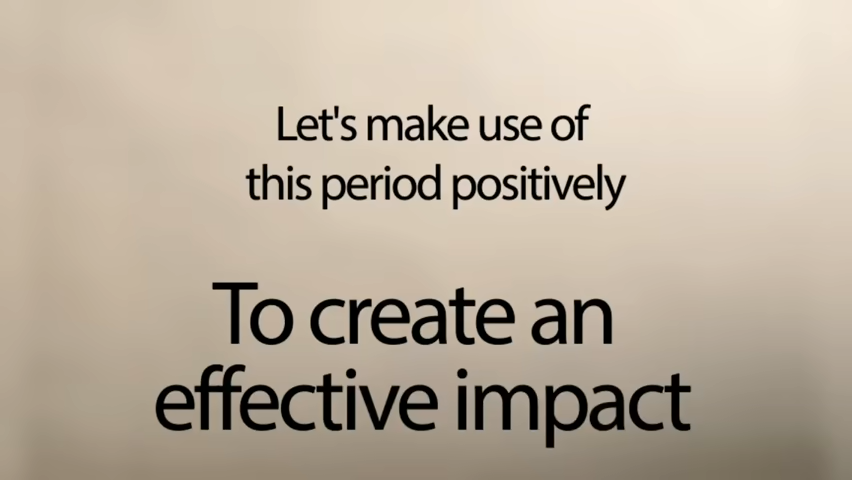 Let's make use of
this period positively
To create an
effective impact